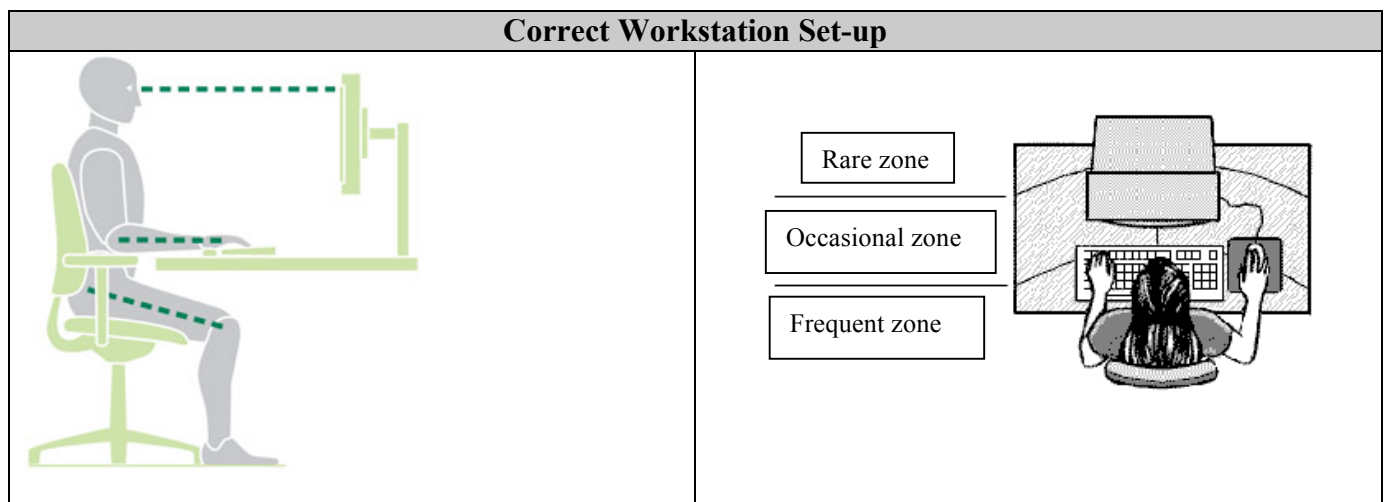 Correct Workstation Set-up
Rare zone
Occasional zone
Frequent zone